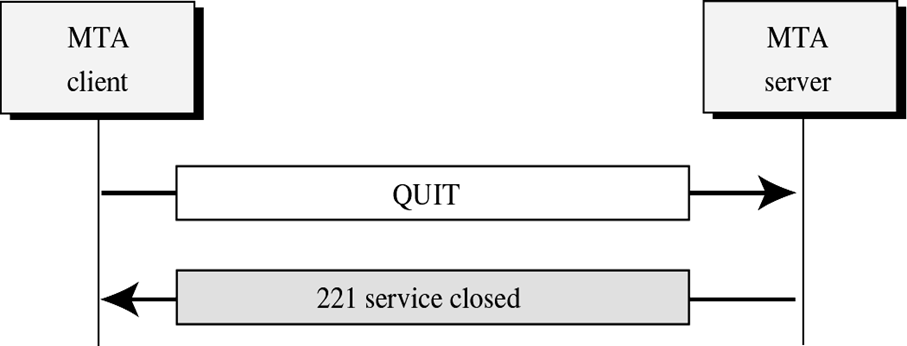 MTA
client
MTA
server
QUIT
221 service closed